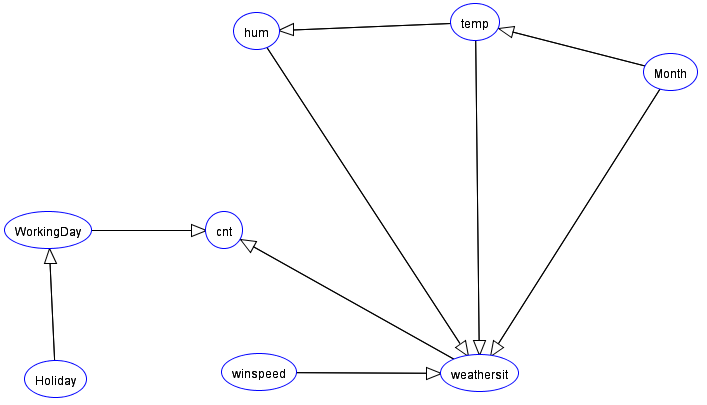 temp
hum
Month
WorkingDay
cnt
winspeed
weathersit
Holiday